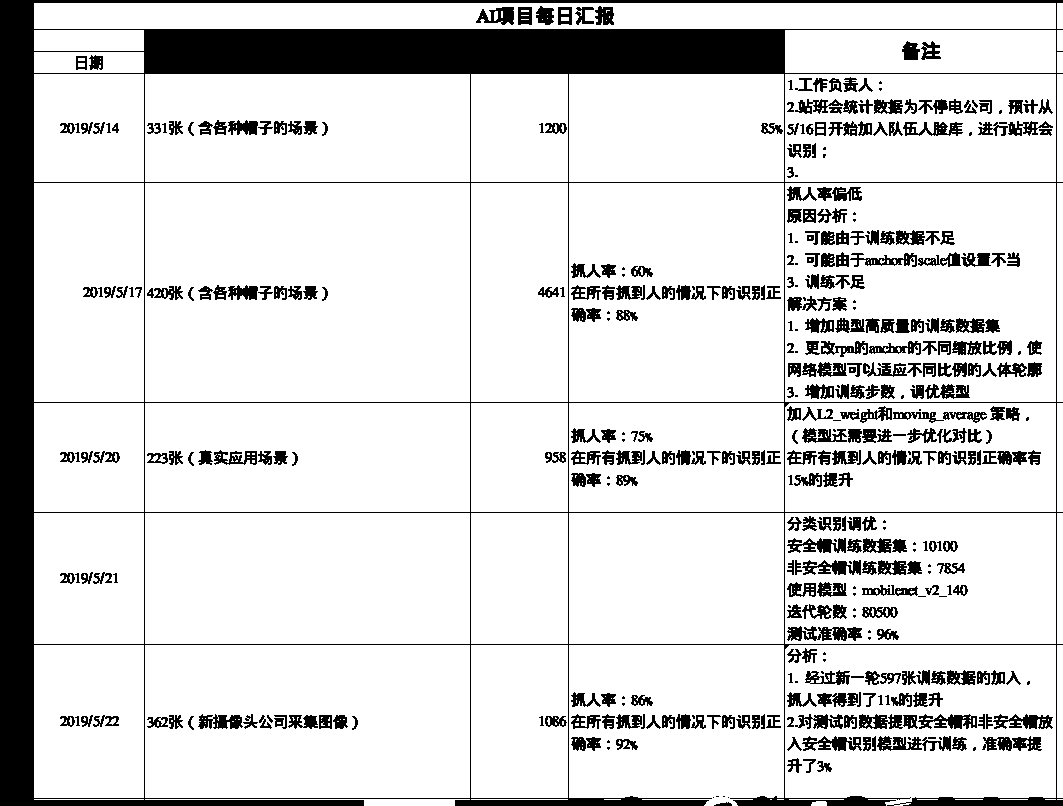 AI项目每日汇报
日期
备注
2019/5/14
331张（含各种帽子的场景）
1200
85%
1.工作负责人：
2.站班会统计数据为不停电公司，预计从
5/16日开始加入队伍人脸库，进行站班会
识别；
3.
2019/5/17
420张（含各种帽子的场景）
4641
抓人率：60%
在所有抓到人的情况下的识别正
确率：88%
抓人率偏低
原因分析：
1. 可能由于训练数据不足
2. 可能由于anchor的scale值设置不当
3. 训练不足
解决方案：
1. 增加典型高质量的训练数据集
2. 更改rpn的anchor的不同缩放比例，使
网络模型可以适应不同比例的人体轮廓
3. 增加训练步数，调优模型
2019/5/20
223张（真实应用场景）
958
抓人率：75%
在所有抓到人的情况下的识别正
确率：89%
加入L2_weight和moving_average 策略，
（模型还需要进一步优化对比）
在所有抓到人的情况下的识别正确率有
15%的提升
2019/5/21
分类识别调优：
安全帽训练数据集：10100
非安全帽训练数据集：7854
使用模型：mobilenet_v2_140
迭代轮数：80500
测试准确率：96%
2019/5/22
362张（新摄像头公司采集图像）
1086
抓人率：86%
在所有抓到人的情况下的识别正
确率：92%
分析：
1. 经过新一轮597张训练数据的加入，
抓人率得到了11%的提升
2.对测试的数据提取安全帽和非安全帽放
入安全帽识别模型进行训练，准确率提
升了3%